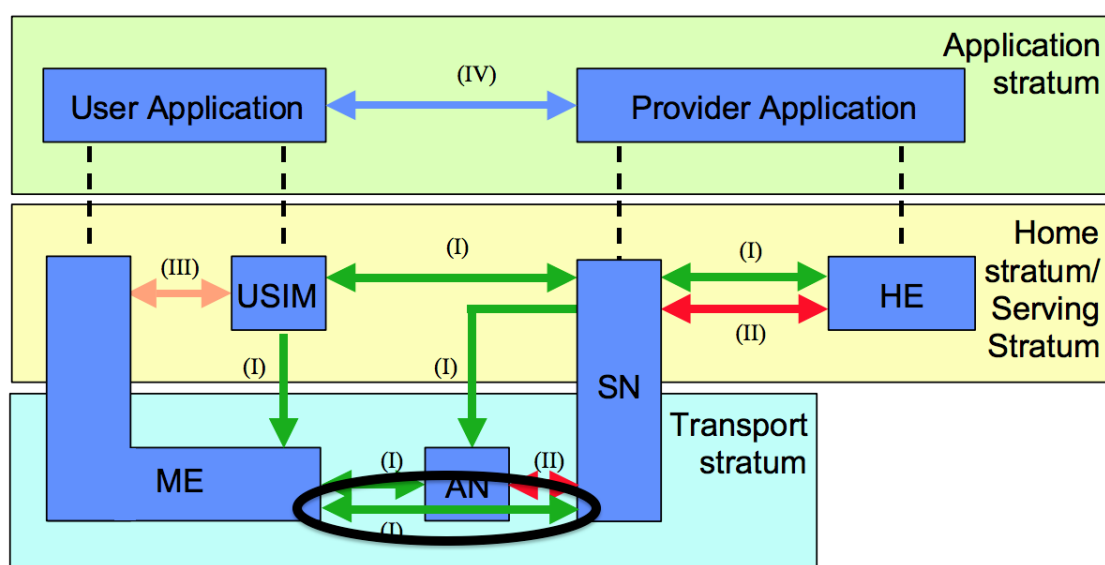 Application
stratum
(IV)
User Application
Provider Application
Home
stratum/
Serving
Stratum
(I)
(I)
(III)
USIM
HE
(II)
(I)
(I)
SN
Transport
stratum
(I)
(II)
ME
AN
(I)